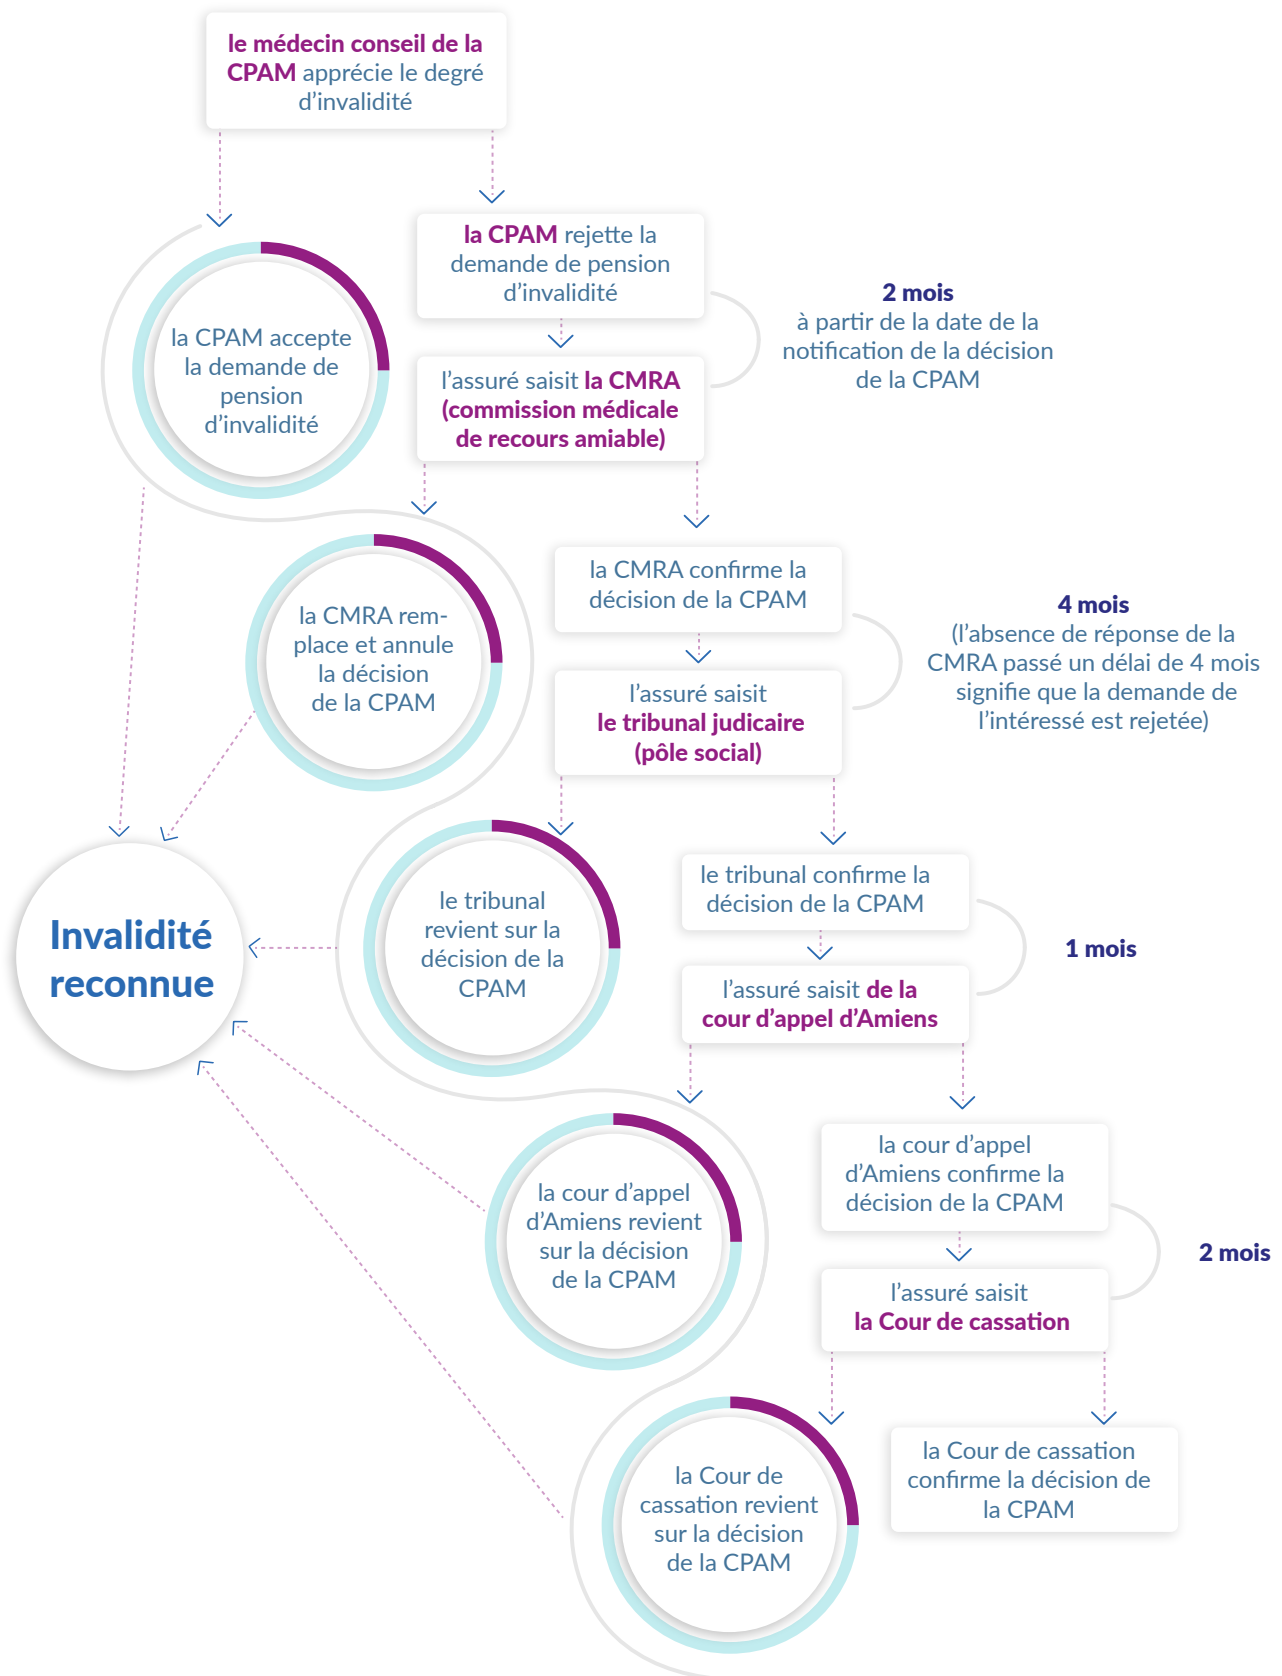 le médecin conseil de la
CPAM apprécie le degré
d'invalidité
la CPAM rejette la
demande de pension
d'invalidité
2 mois
à partir de la date de la
notification de la décision
de la CPAM
la CPAM accepte
la demande de
pension
d'invalidité
l'assuré saisit la CMRA
(commission médicale
de recours amiable)
la CMRA confirme la
décision de la CPAM
4 mois
(l'absence de réponse de la
CMRA passé un délai de 4 mois
signifie que la demande de
l'intéressé est rejetée)
la CMRA rem-
place et annule
la décision
de la CPAM
l'assuré saisit
le tribunal judicaire
(pôle social)
le tribunal confirme la
décision de la CPAM
1 mois
le tribunal
revient sur la
décision de la
CPAM
Invalidité
reconnue
l'assuré saisit de la
cour d'appel d'Amiens
la cour d'appel
d'Amiens confirme la
décision de la CPAM
2 mois
la cour d'appel
d'Amiens revient
sur la décision
de la CPAM
l'assuré saisit
la Cour de cassation
la Cour de cassation
confirme la décision de
la CPAM
la Cour de
cassation revient
sur la décision
de la CPAM